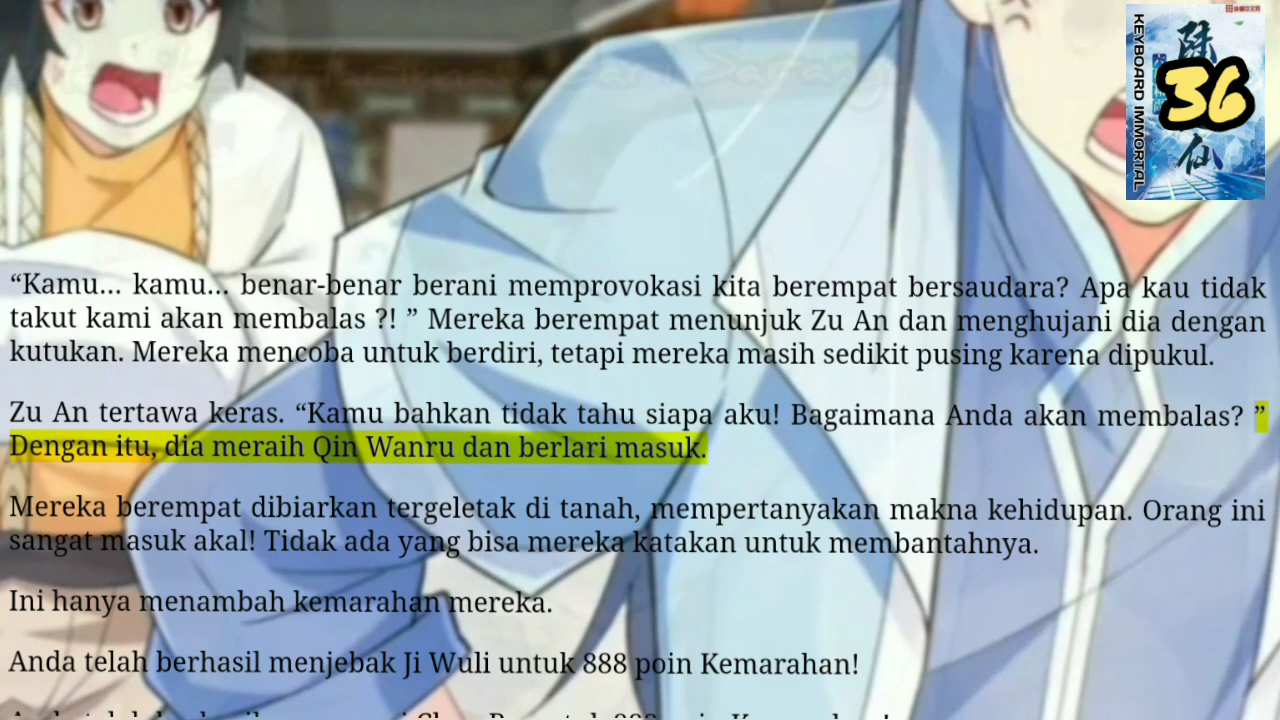 陆
36
仙
KEYBOARD IMMORTAL
“Kamu... kamu... benar-benar berani memprovokasi kita berempat bersaudara? Apa kau tidak
takut kami akan membalas ?! ” Mereka berempat menunjuk Zu An dan menghujani dia dengan
kutukan. Mereka mencoba untuk berdiri, tetapi mereka masih sedikit pusing karena dipukul.
Zu An tertawa keras. “Kamu bahkan tidak tahu siapa aku! Bagaimana Anda akan membalas? ”
Dengan itu, dia meraih Qin Wanru dan berlari masuk.
Mereka berempat dibiarkan tergeletak di tanah, mempertanyakan makna kehidupan. Orang ini
sangat masuk akal! Tidak ada yang bisa mereka katakan untuk membantahnya.
Ini hanya menambah kemarahan mereka.
Anda telah berhasil menjebak Ji Wuli untuk 888 poin Kemarahan!